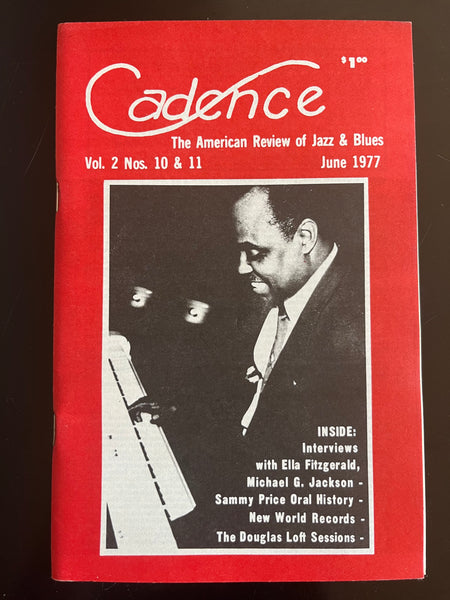 $1.00
Cadence
The American Review of Jazz & Blues
Vol. 2 Nos. 10 & 11 June 1977
INSIDE:
Interviews
with Ella Fitzgerald,
Michael G. Jackson -
Sammy Price Oral History -
New World Records -
The Douglas Loft Sessions -